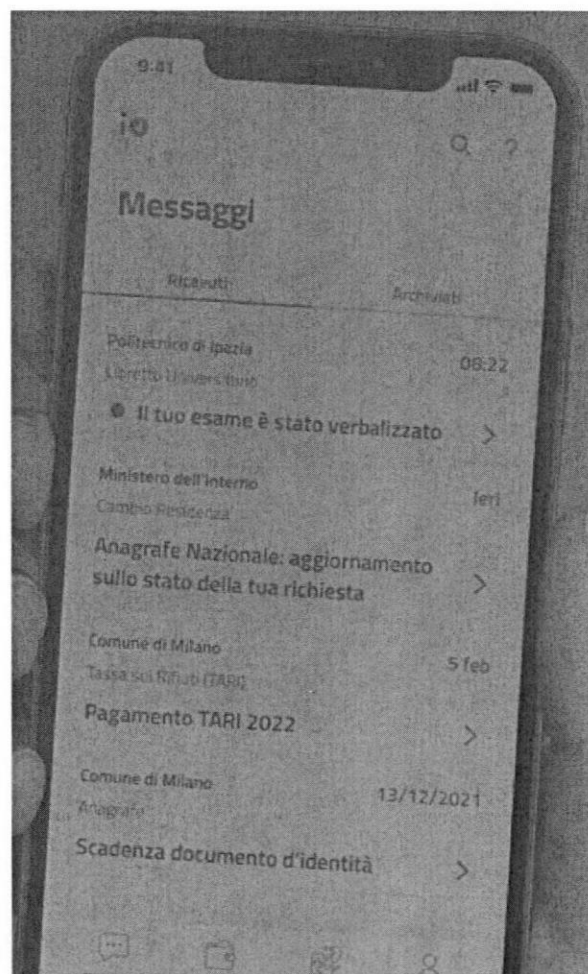 9:41
io
?
Messaggi
Ricevuti
Archiviati
Politecnico di Ipazia
08:22
Libretto Universitario
Il tuo esame è stato verbalizzato
Ministero dell'Interno
Ieri
Cambio Residenza
Anagrafe Nazionale: aggiornamento
sullo stato della tua richiesta
Comune di Milano
5 feb
Tassa sui Rifiuti (TARI)
Pagamento TARI 2022
Comune di Milano
13/12/2021
Anagrafe
Scadenza documento d'identità